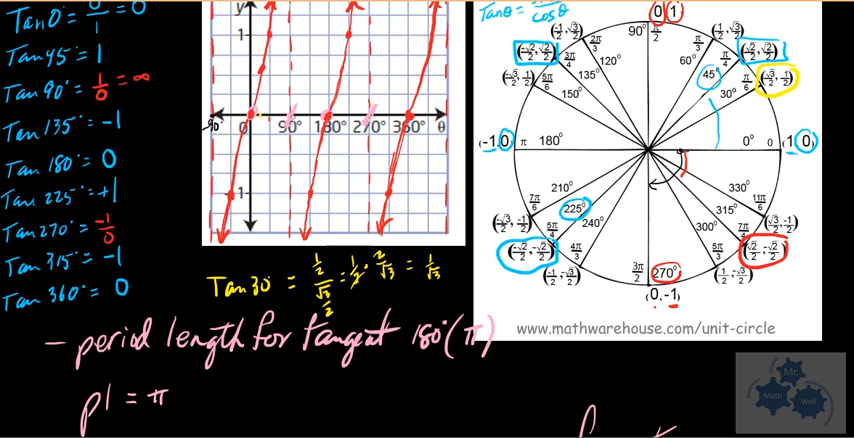 Tan0° = 0/1 = 0
Tan45° = 1
Tan90° = 1/0 = ∞
Tan135° = -1
Tan180° = 0
Tan225° = +1
Tan270° = -1/0
Tan315° = -1
Tan360° = 0
y
1
-90°
0 90° 180° 270° 360° θ
-1
Tan30 = 1/2 / √3/2 = 1/2 · 2/√3 = 1/√3
- period length for tangent 180° (π)
pl = π
Tanθ = /cosθ
0 1
90° π/2
(-1/2, √3/2) 2π/3 120°
(-√2/2, √2/2) 3π/4 135°
(-√3/2, 1/2) 5π/6 150°
(1/2, √3/2) π/3 60°
(√2/2, √2/2) π/4 45°
(√3/2, 1/2) π/6 30°
(-1,0) π 180°
0° 0 (1,0)
210° 7π/6 (-√3/2, -1/2)
225° 5π/4 (-√2/2, -√2/2)
240° 4π/3 (-1/2, -√3/2)
330° 11π/6 (√3/2, -1/2)
315° 7π/4 (√2/2, -√2/2)
300° 5π/3 (1/2, -√3/2)
3π/2 270°
(0, -1)
www.mathwarehouse.com/unit-circle
Mr.
Math
Well